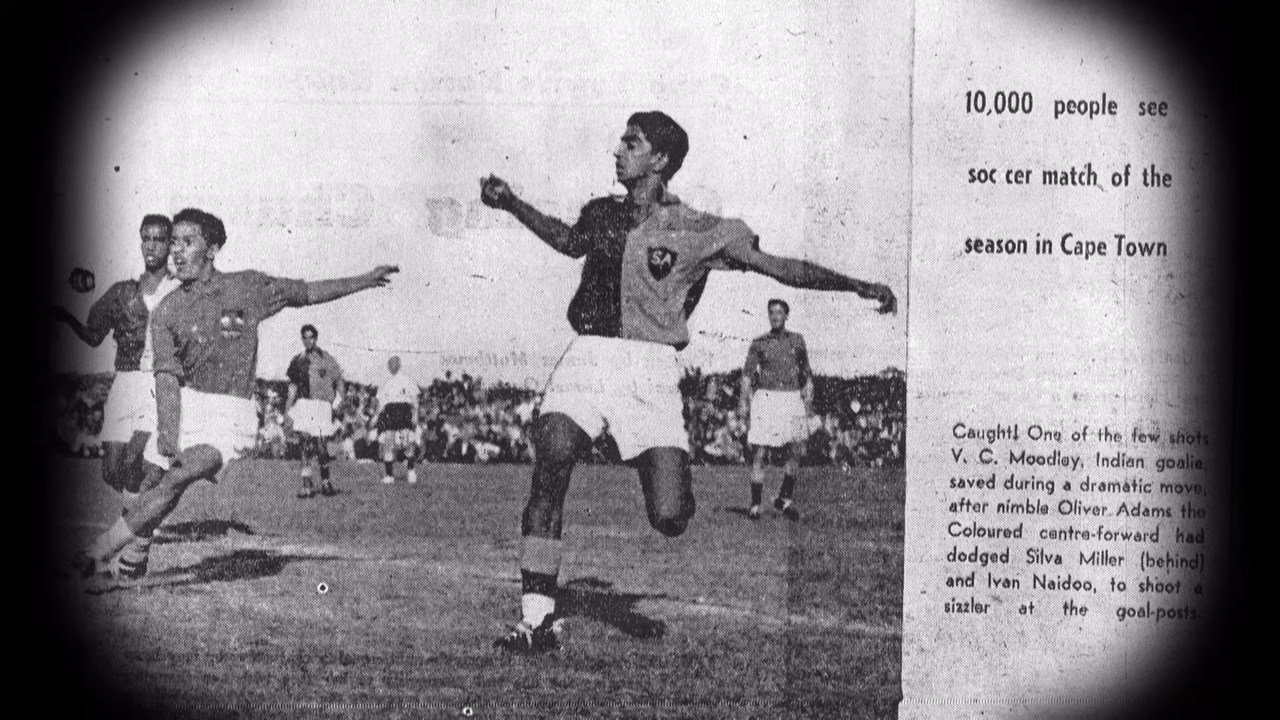 10,000 people see
soc cer match of the
season in Cape Town
SA
Caught! One of the few shots
V. C. Moodley, Indian goalie,
saved during a dramatic move,
after nimble Oliver Adams the
Coloured centre-forward had
dodged Silva Miller (behind)
and Ivan Naidoo, to shoot a
sizzler at the goal-posts.